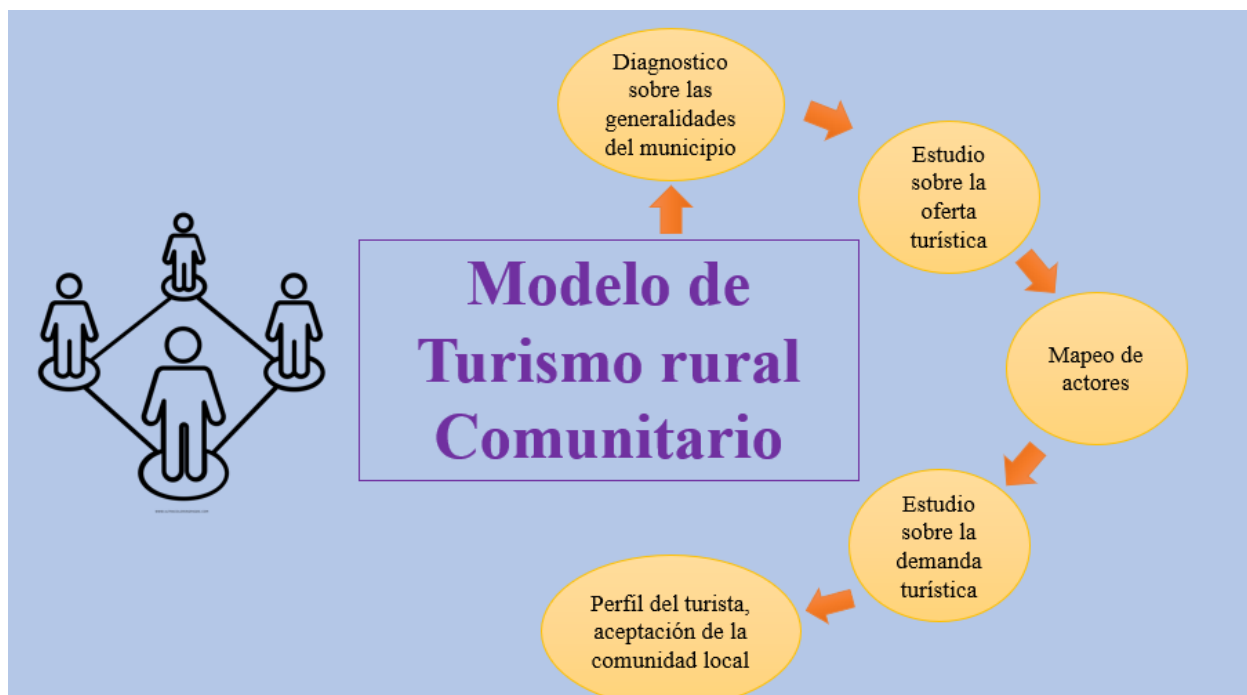 Diagnostico
sobre las
generalidades
del municipio
Estudio
sobre la
oferta
turística
Modelo de
Turismo rural
Comunitario
Mapeo de
actores
Estudio
sobre la
demanda
turística
Perfil del turista,
aceptación de la
comunidad local